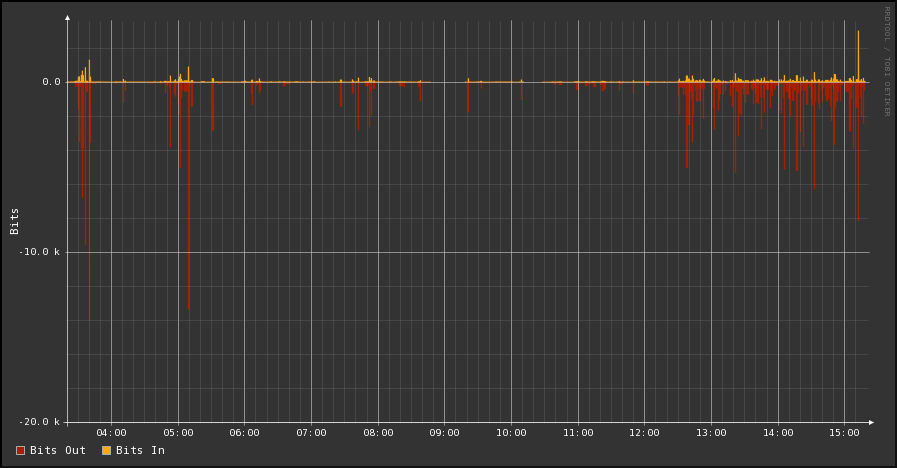 RRDTOOL / TOBI OETIKER
Bits
0.0
-10.0 k
-20.0 k
04:00 05:00 06:00 07:00 08:00 09:00 10:00 11:00 12:00 13:00 14:00 15:00
Bits Out Bits In